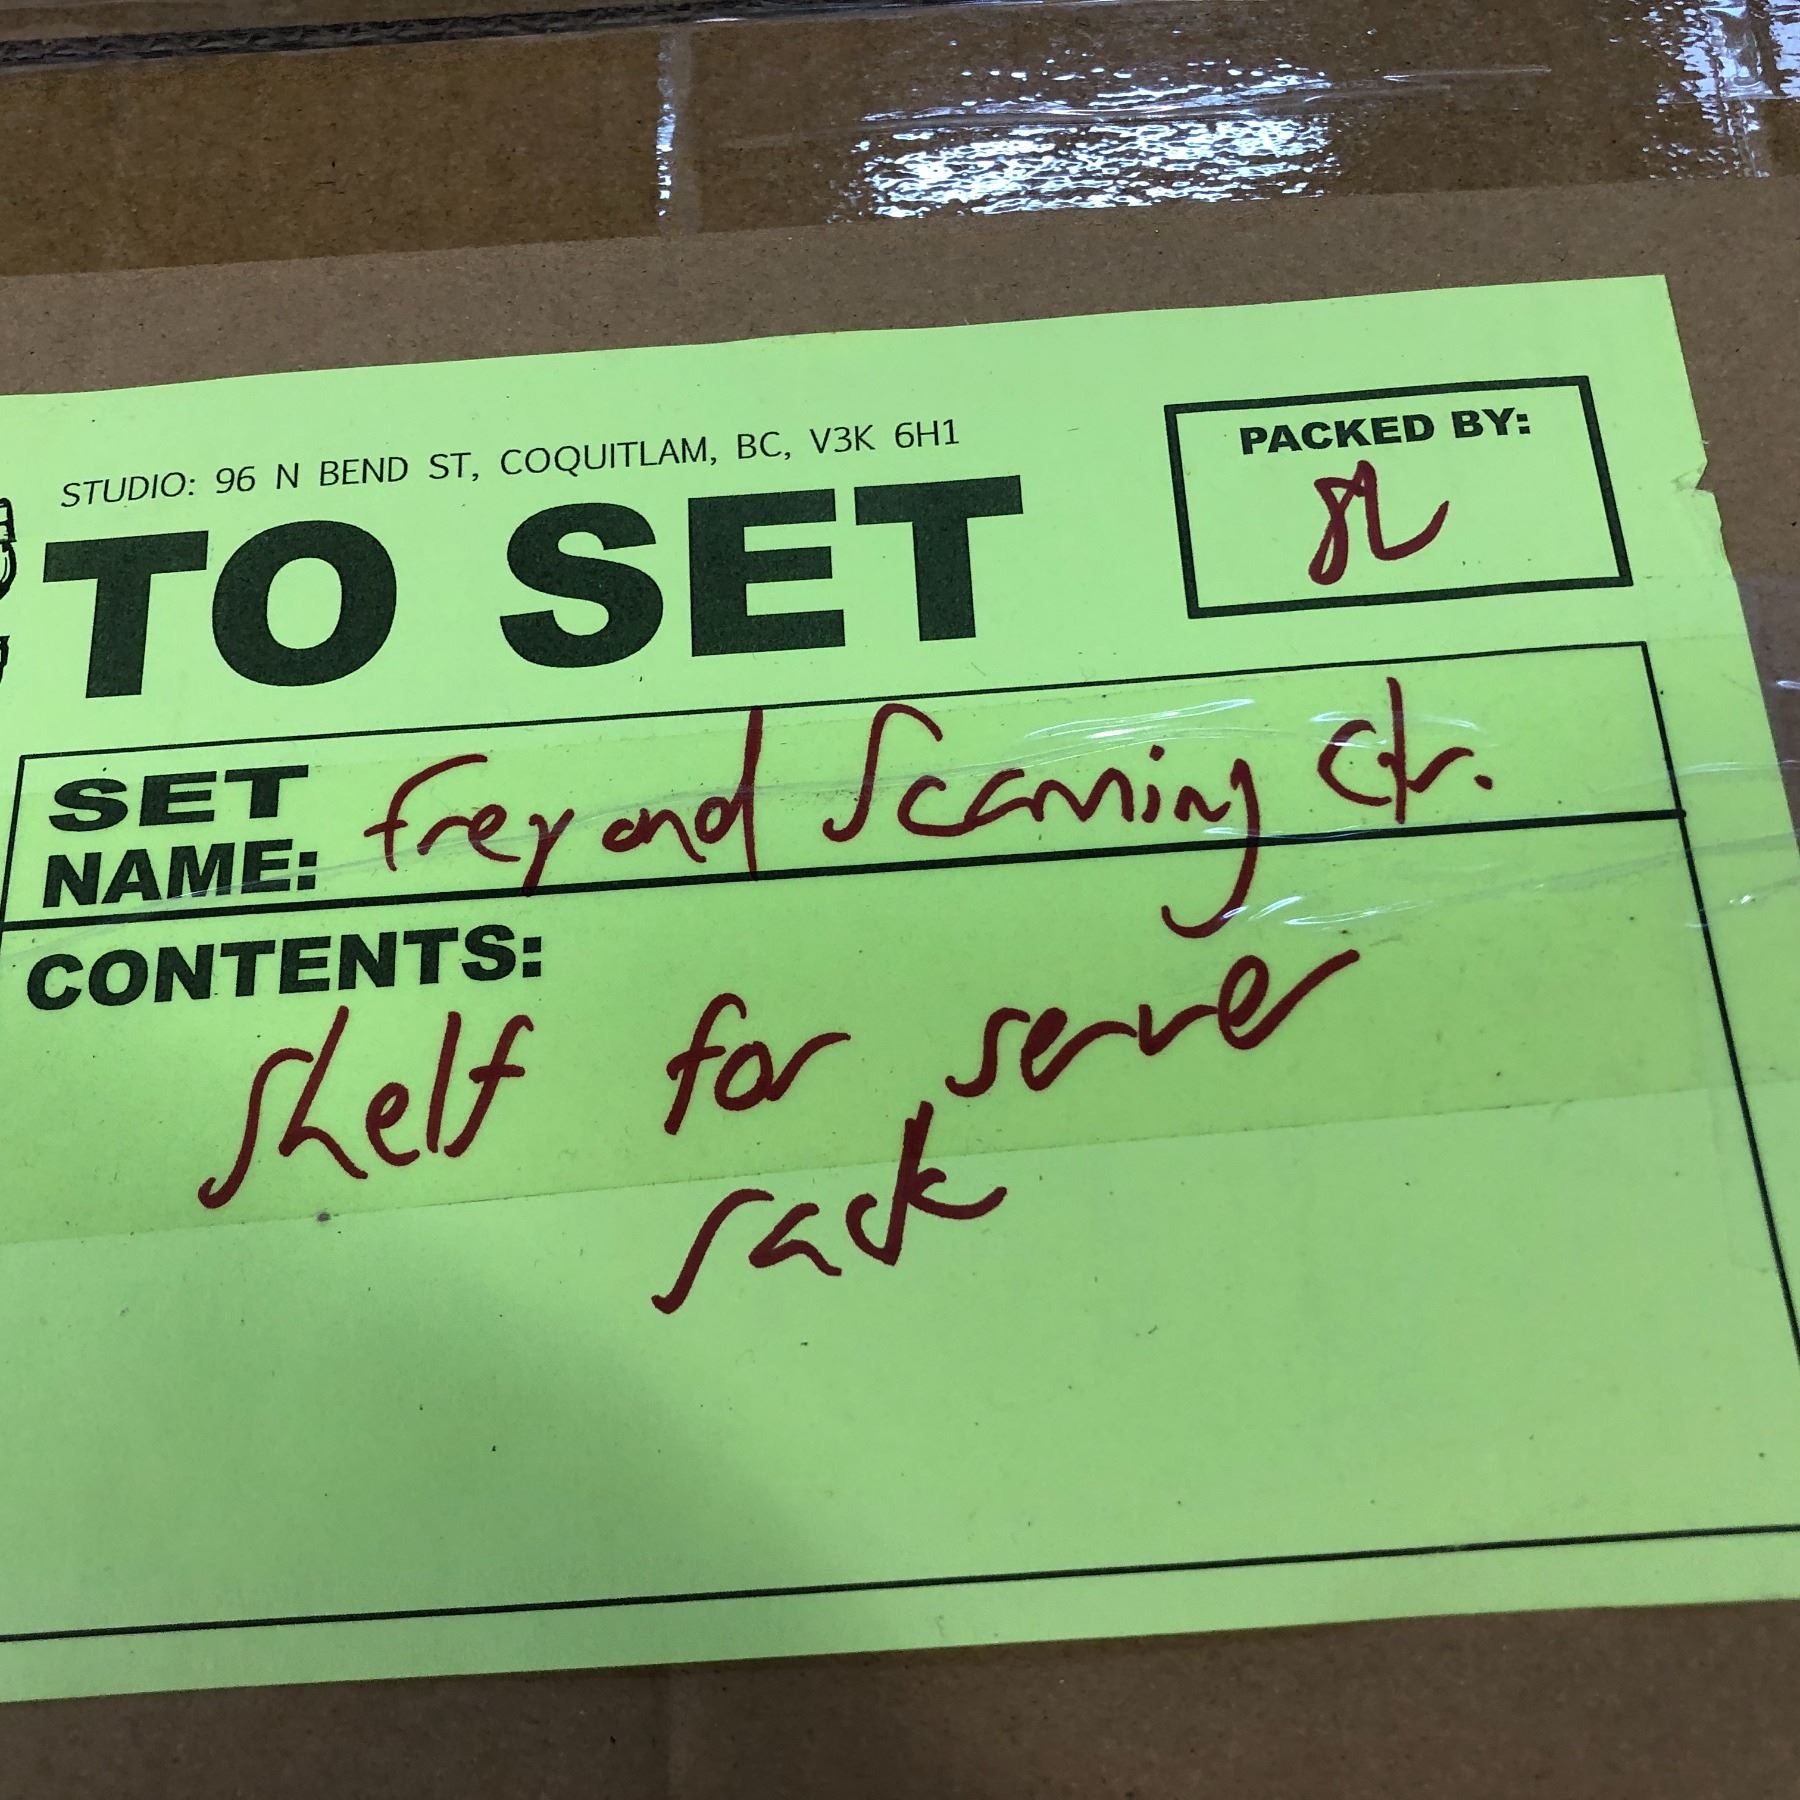 STUDIO: 96 N BEND ST, COQUITLAM, BC, V3K 6H1
TO SET
PACKED BY:
SET NAME: Freyond Scanning Ctr.
CONTENTS:
Shelf for server
rack